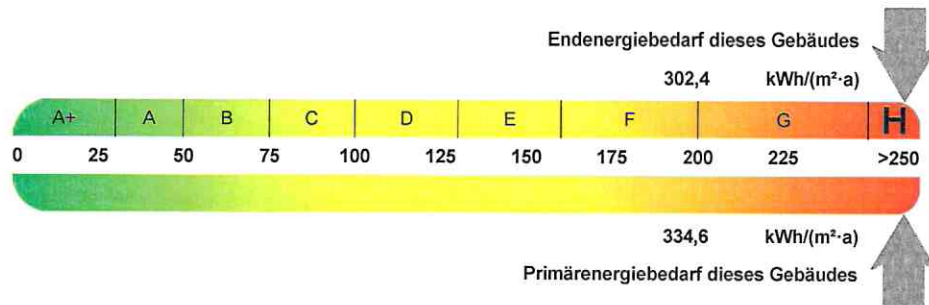 Endenergiebedarf dieses Gebäudes
302,4 kWh/(m²·a)
A+ A B C D E F G H
0 25 50 75 100 125 150 175 200 225 >250
334,6 kWh/(m²·a)
Primärenergiebedarf dieses Gebäudes